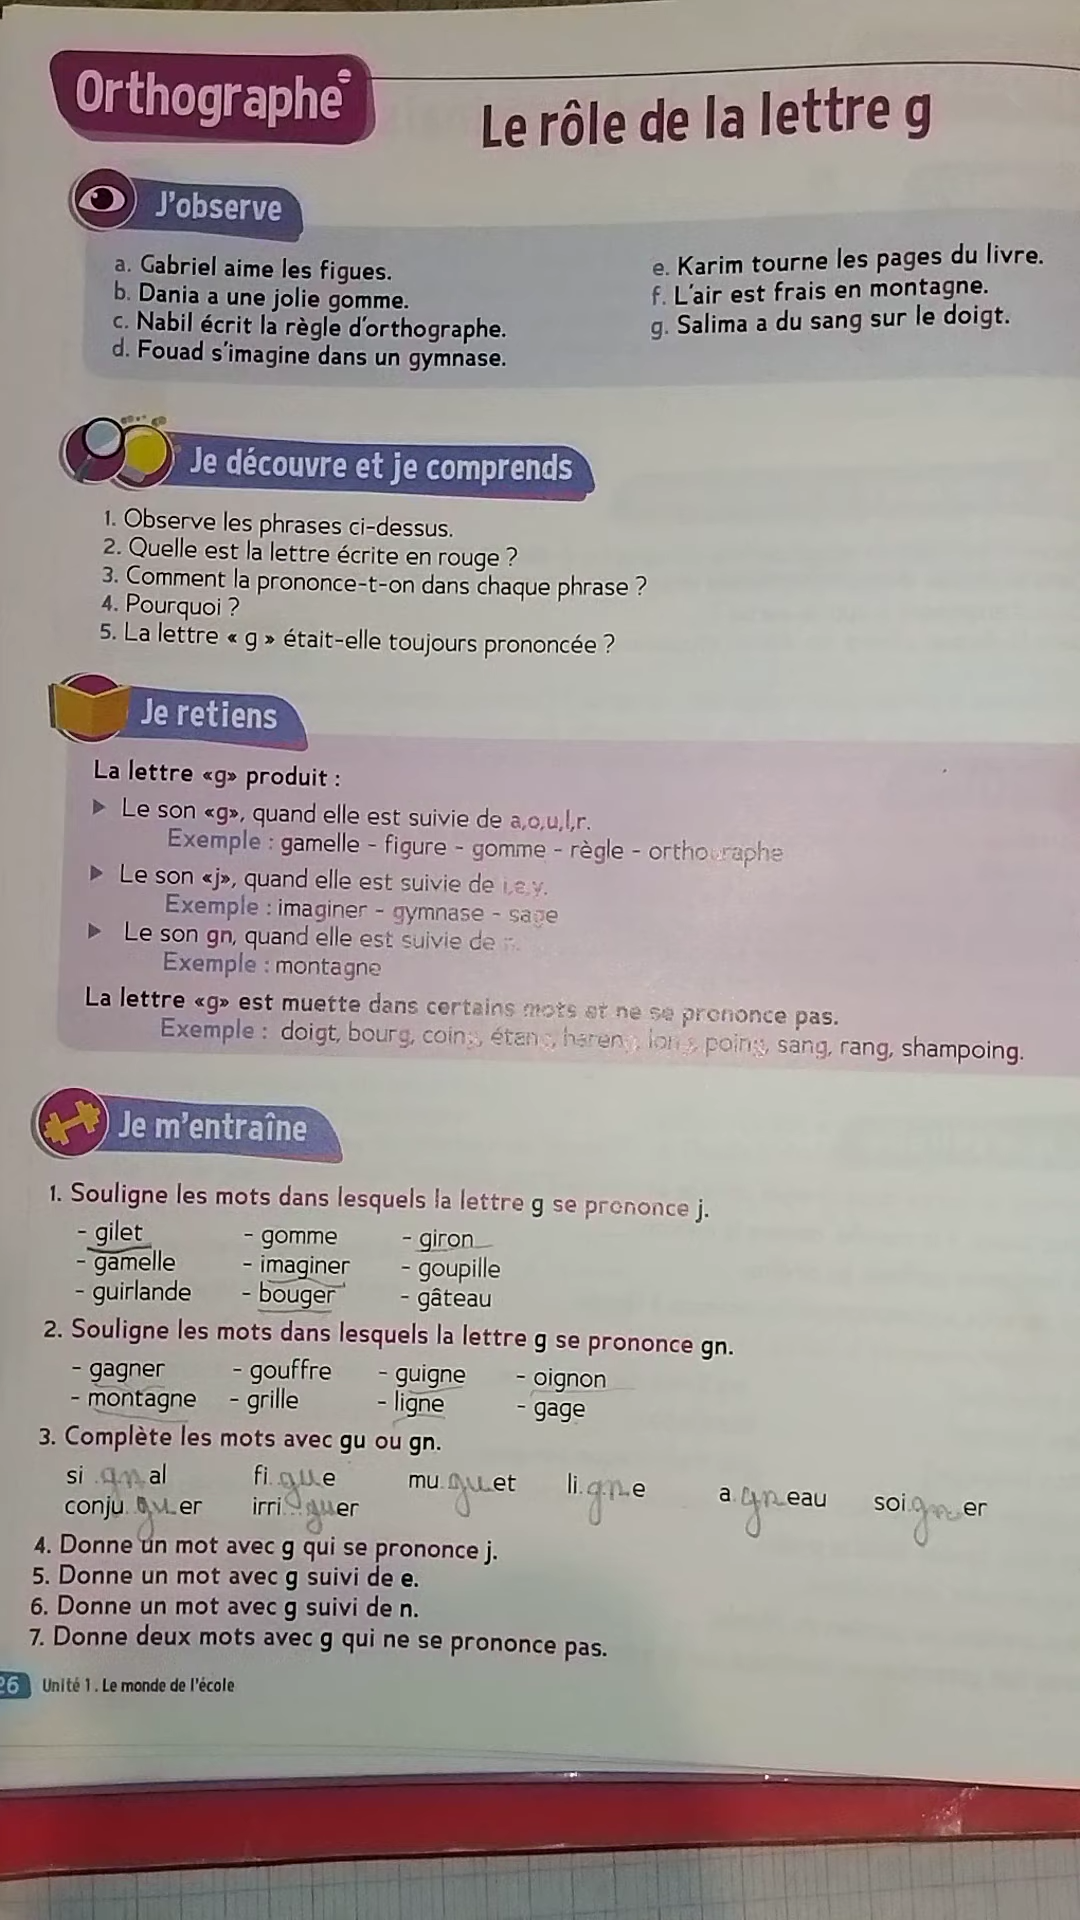 Orthographe
Le rôle de la lettre g
J'observe
a. Gabriel aime les figues.
b. Dania a une jolie gomme.
c. Nabil écrit la règle d'orthographe.
d. Fouad s'imagine dans un gymnase.
e. Karim tourne les pages du livre.
f. L'air est frais en montagne.
g. Salima a du sang sur le doigt.
Je découvre et je comprends
1. Observe les phrases ci-dessus.
2. Quelle est la lettre écrite en rouge ?
3. Comment la prononce-t-on dans chaque phrase ?
4. Pourquoi ?
5. La lettre « g » était-elle toujours prononcée ?
Je retiens
La lettre «g» produit :
Le son «g», quand elle est suivie de a,o,u,l,r.
Exemple : gamelle - figure - gomme - règle - orthographe
Le son «j», quand elle est suivie de i,e,y.
Exemple : imaginer - gymnase - sage
Le son gn, quand elle est suivie de
Exemple : montagne
La lettre «g» est muette dans certains mots et ne se prononce pas.
Exemple : doigt, bourg, coing, étang, hareng, long, poing, sang, rang, shampoing.
Je m'entraîne
1. Souligne les mots dans lesquels la lettre g se prononce j.
- gilet - gomme - giron
- gamelle - imaginer - goupille
- guirlande - bouger - gâteau
2. Souligne les mots dans lesquels la lettre g se prononce gn.
- gagner - gouffre - guigne - oignon
- montagne - grille - ligne - gage
3. Complète les mots avec gu ou gn.
si.gn.al fi.gu.e mu.gu.et li.gn.e a.gn.eau soi.gn.er
conju.gu.er irri...guer
4. Donne un mot avec g qui se prononce j.
5. Donne un mot avec g suivi de e.
6. Donne un mot avec g suivi de n.
7. Donne deux mots avec g qui ne se prononce pas.
26 Unité 1. Le monde de l'école